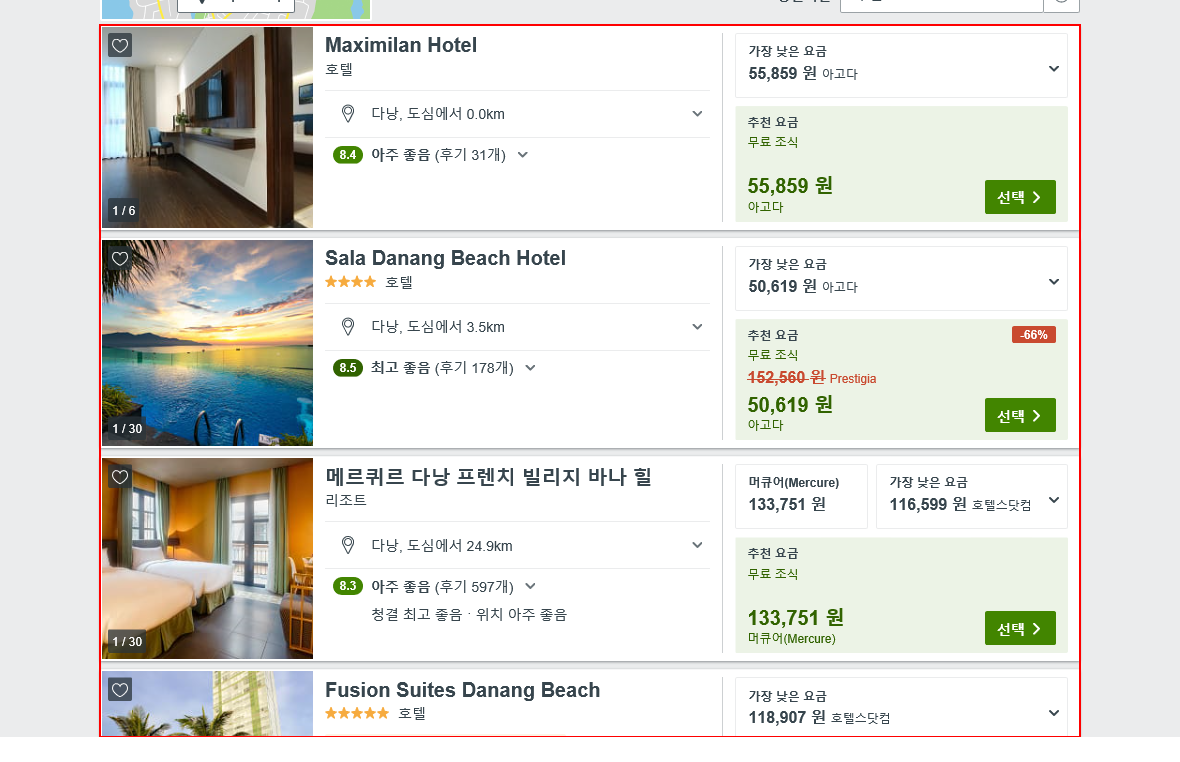 Maximilan Hotel
호텔
다낭, 도심에서 0.0km
8.4 아주 좋음 (후기 31개)
1 / 6
가장 낮은 요금
55,859 원 아고다
추천 요금
무료 조식
55,859 원
아고다
선택
Sala Danang Beach Hotel
호텔
다낭, 도심에서 3.5km
8.5 최고 좋음 (후기 178개)
1 / 30
가장 낮은 요금
50,619 원 아고다
추천 요금
-66%
무료 조식
152,560 원 Prestigia
50,619 원
아고다
선택
메르퀴르 다낭 프렌치 빌리지 바나 힐
리조트
다낭, 도심에서 24.9km
8.3 아주 좋음 (후기 597개)
청결 최고 좋음 · 위치 아주 좋음
1 / 30
머큐어(Mercure)
133,751 원
가장 낮은 요금
116,599 원 호텔스닷컴
추천 요금
무료 조식
133,751 원
머큐어(Mercure)
선택
Fusion Suites Danang Beach
호텔
가장 낮은 요금
118,907 원 호텔스닷컴